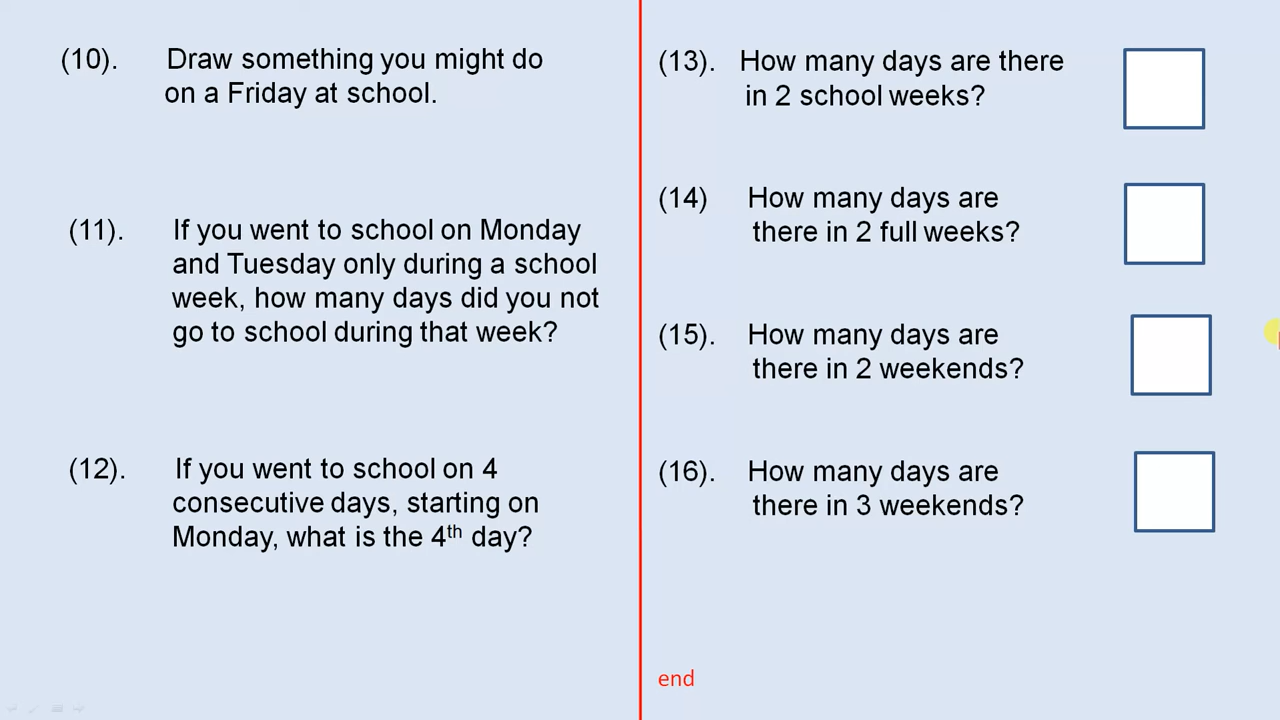 (10). Draw something you might do
on a Friday at school.
(11). If you went to school on Monday
and Tuesday only during a school
week, how many days did you not
go to school during that week?
(12). If you went to school on 4
consecutive days, starting on
Monday, what is the 4th day?
(13). How many days are there
in 2 school weeks?
(14) How many days are
there in 2 full weeks?
(15). How many days are
there in 2 weekends?
(16). How many days are
there in 3 weekends?
end